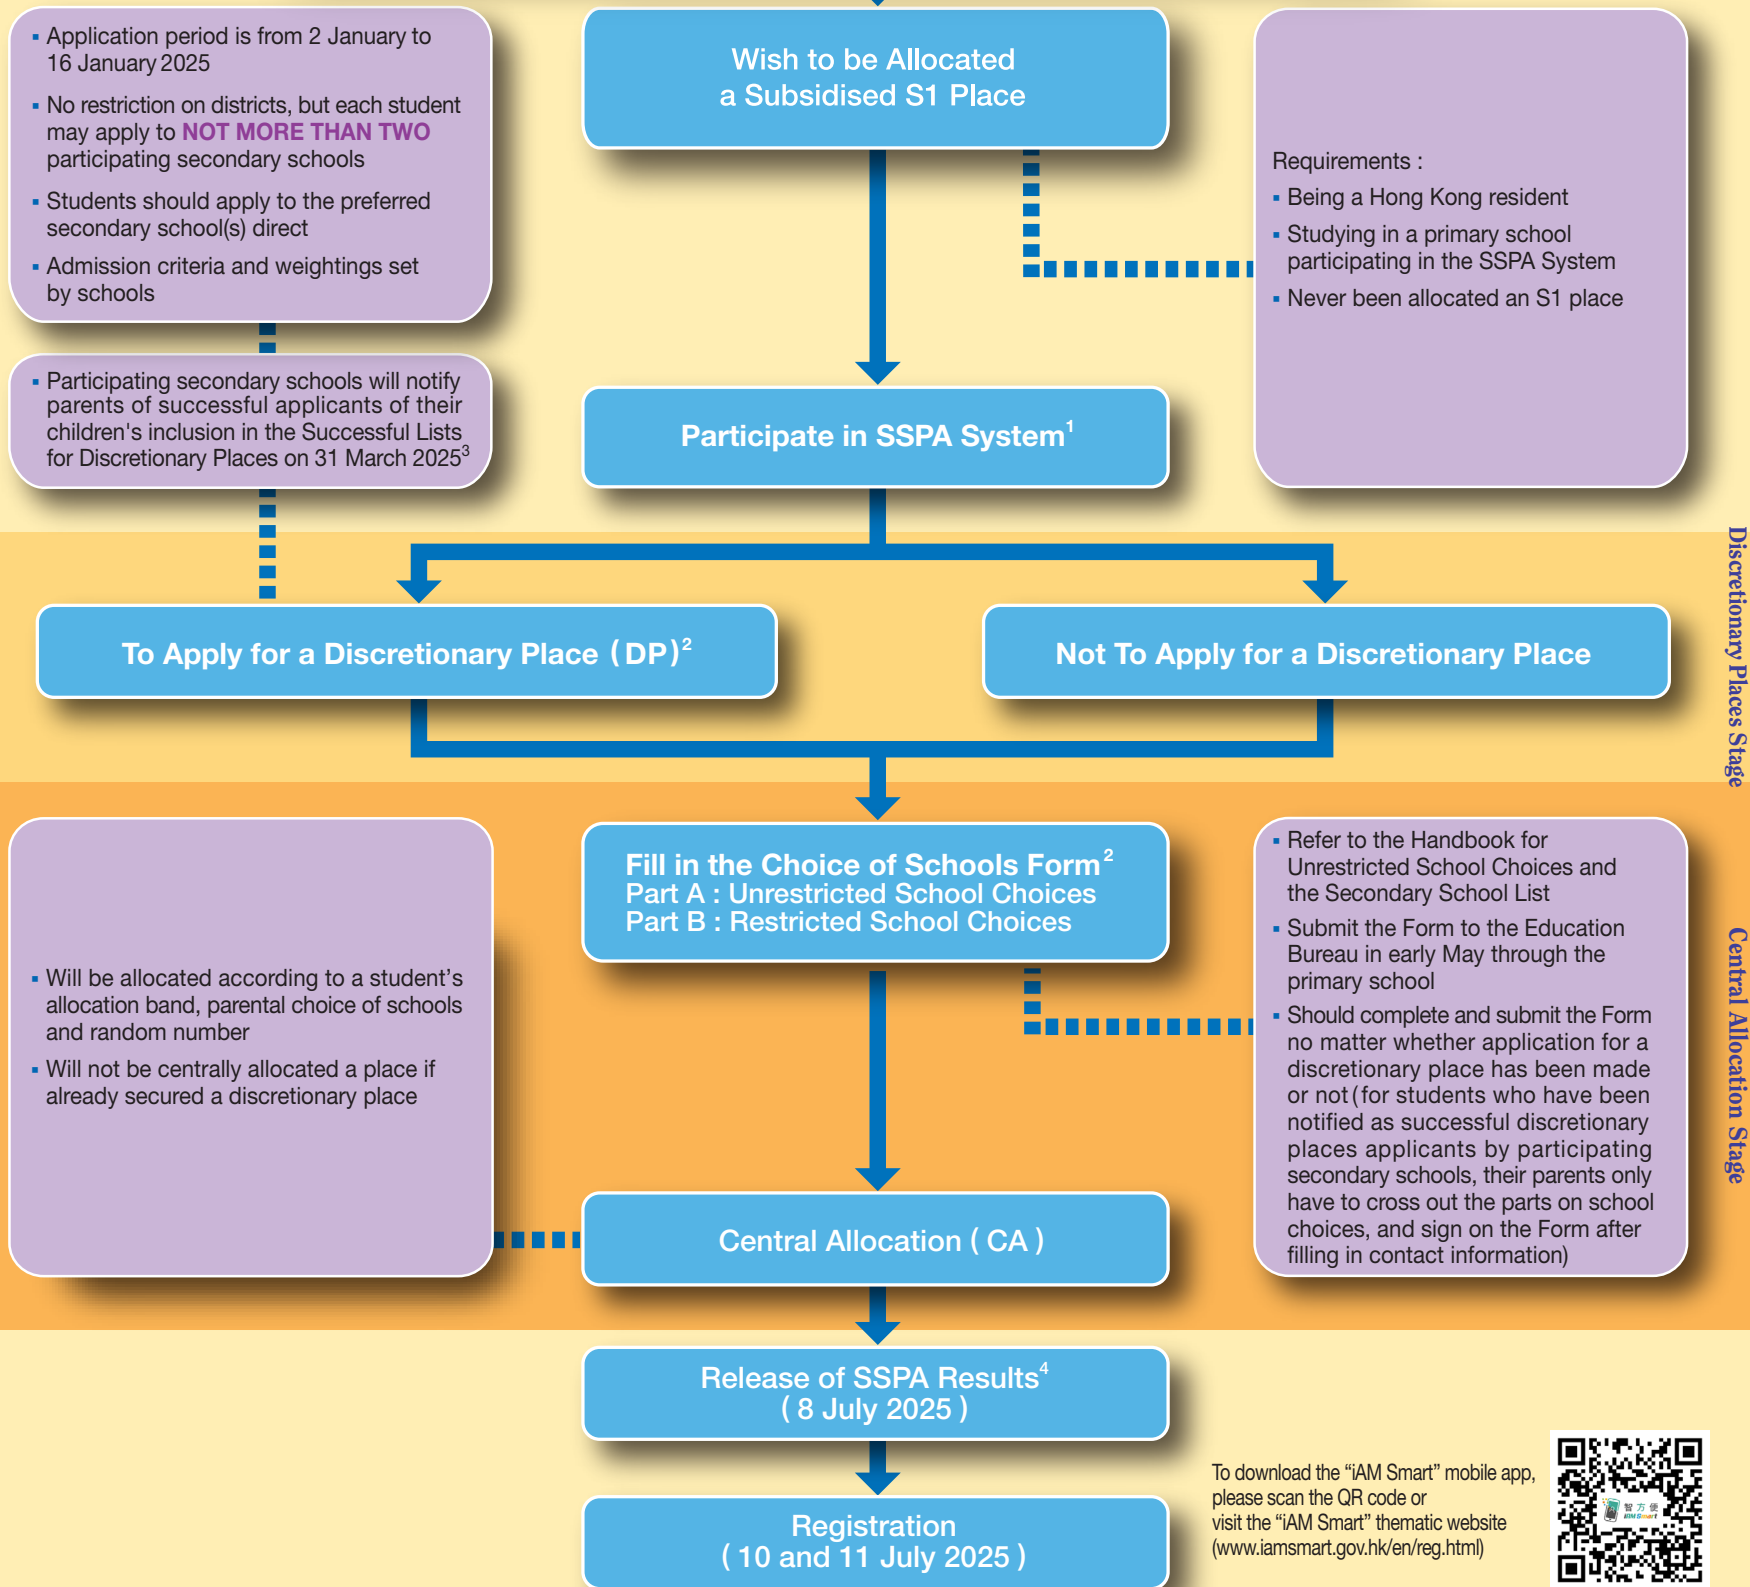 ▪ Application period is from 2 January to
16 January 2025
▪ No restriction on districts, but each student
may apply to NOT MORE THAN TWO
participating secondary schools
▪ Students should apply to the preferred
secondary school(s) direct
▪ Admission criteria and weightings set
by schools
Wish to be Allocated
a Subsidised S1 Place
Requirements :
▪ Being a Hong Kong resident
▪ Studying in a primary school
participating in the SSPA System
▪ Never been allocated an S1 place
▪ Participating secondary schools will notify
parents of successful applicants of their
children's inclusion in the Successful Lists
for Discretionary Places on 31 March 2025³
Participate in SSPA System¹
Discretionary Places Stage
To Apply for a Discretionary Place (DP)²
Not To Apply for a Discretionary Place
Central Allocation Stage
Fill in the Choice of Schools Form²
Part A : Unrestricted School Choices
Part B : Restricted School Choices
▪ Refer to the Handbook for
Unrestricted School Choices and
the Secondary School List
▪ Submit the Form to the Education
Bureau in early May through the
primary school
▪ Should complete and submit the Form
no matter whether application for a
discretionary place has been made
or not (for students who have been
notified as successful discretionary
places applicants by participating
secondary schools, their parents only
have to cross out the parts on school
choices, and sign on the Form after
filling in contact information)
▪ Will be allocated according to a student’s
allocation band, parental choice of schools
and random number
▪ Will not be centrally allocated a place if
already secured a discretionary place
Central Allocation ( CA )
Release of SSPA Results⁴
( 8 July 2025 )
Registration
( 10 and 11 July 2025 )
To download the “iAM Smart” mobile app,
please scan the QR code or
visit the “iAM Smart” thematic website
(www.iamsmart.gov.hk/en/reg.html)
智方便
iAM Smart